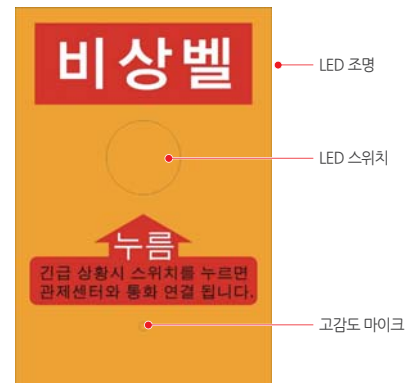 비상벨
LED 조명
LED 스위치
누름
긴급 상황시 스위치를 누르면
관제센터와 통화 연결 됩니다.
고감도 마이크